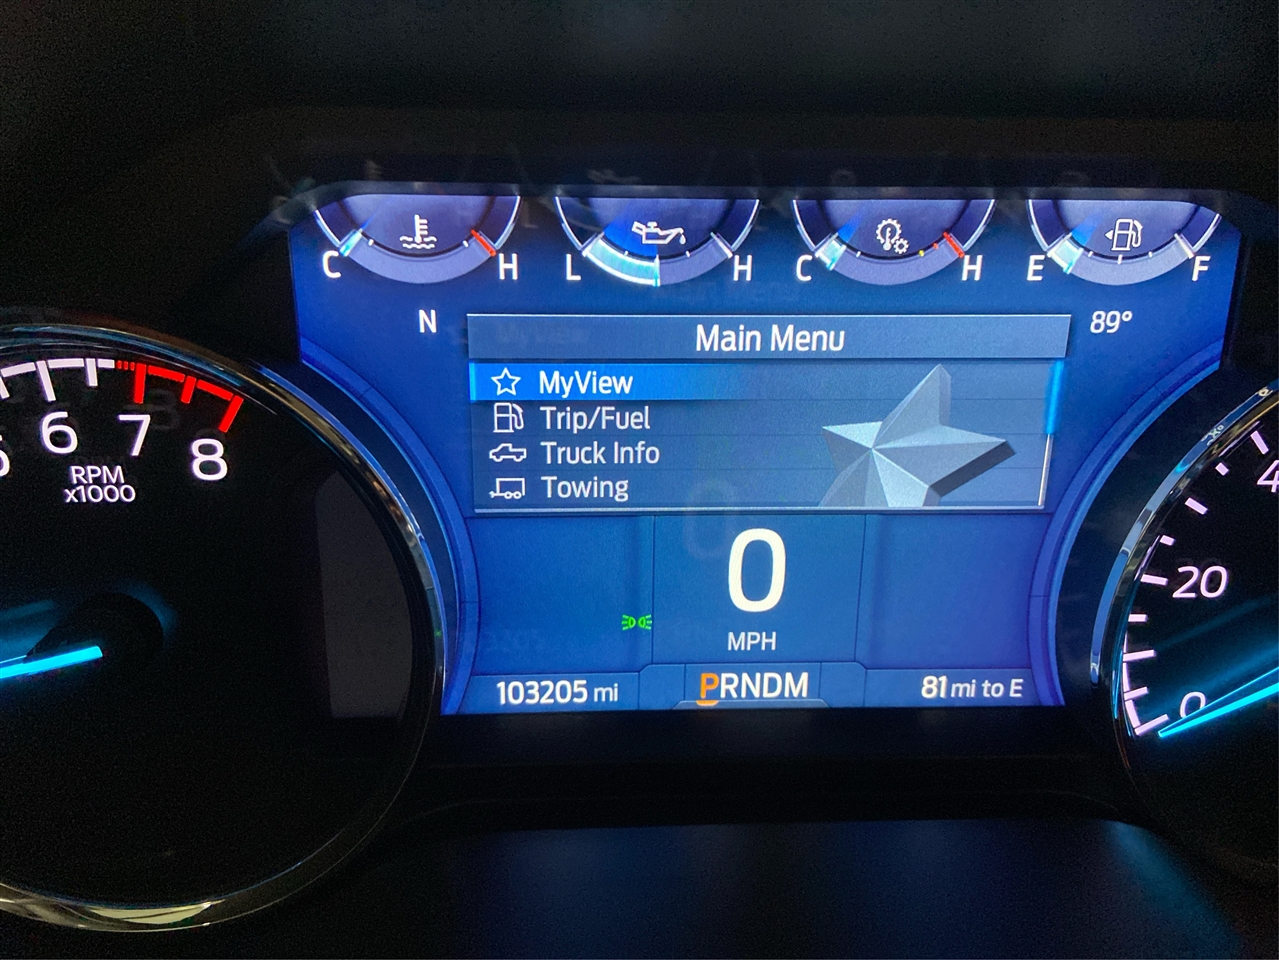 C H L H C H E F
N
Main Menu
89°
MyView
Trip/Fuel
Truck Info
Towing
6 7 8
RPM
x1000
0
MPH
20
0
103205 mi
PRNDM
81 mi to E